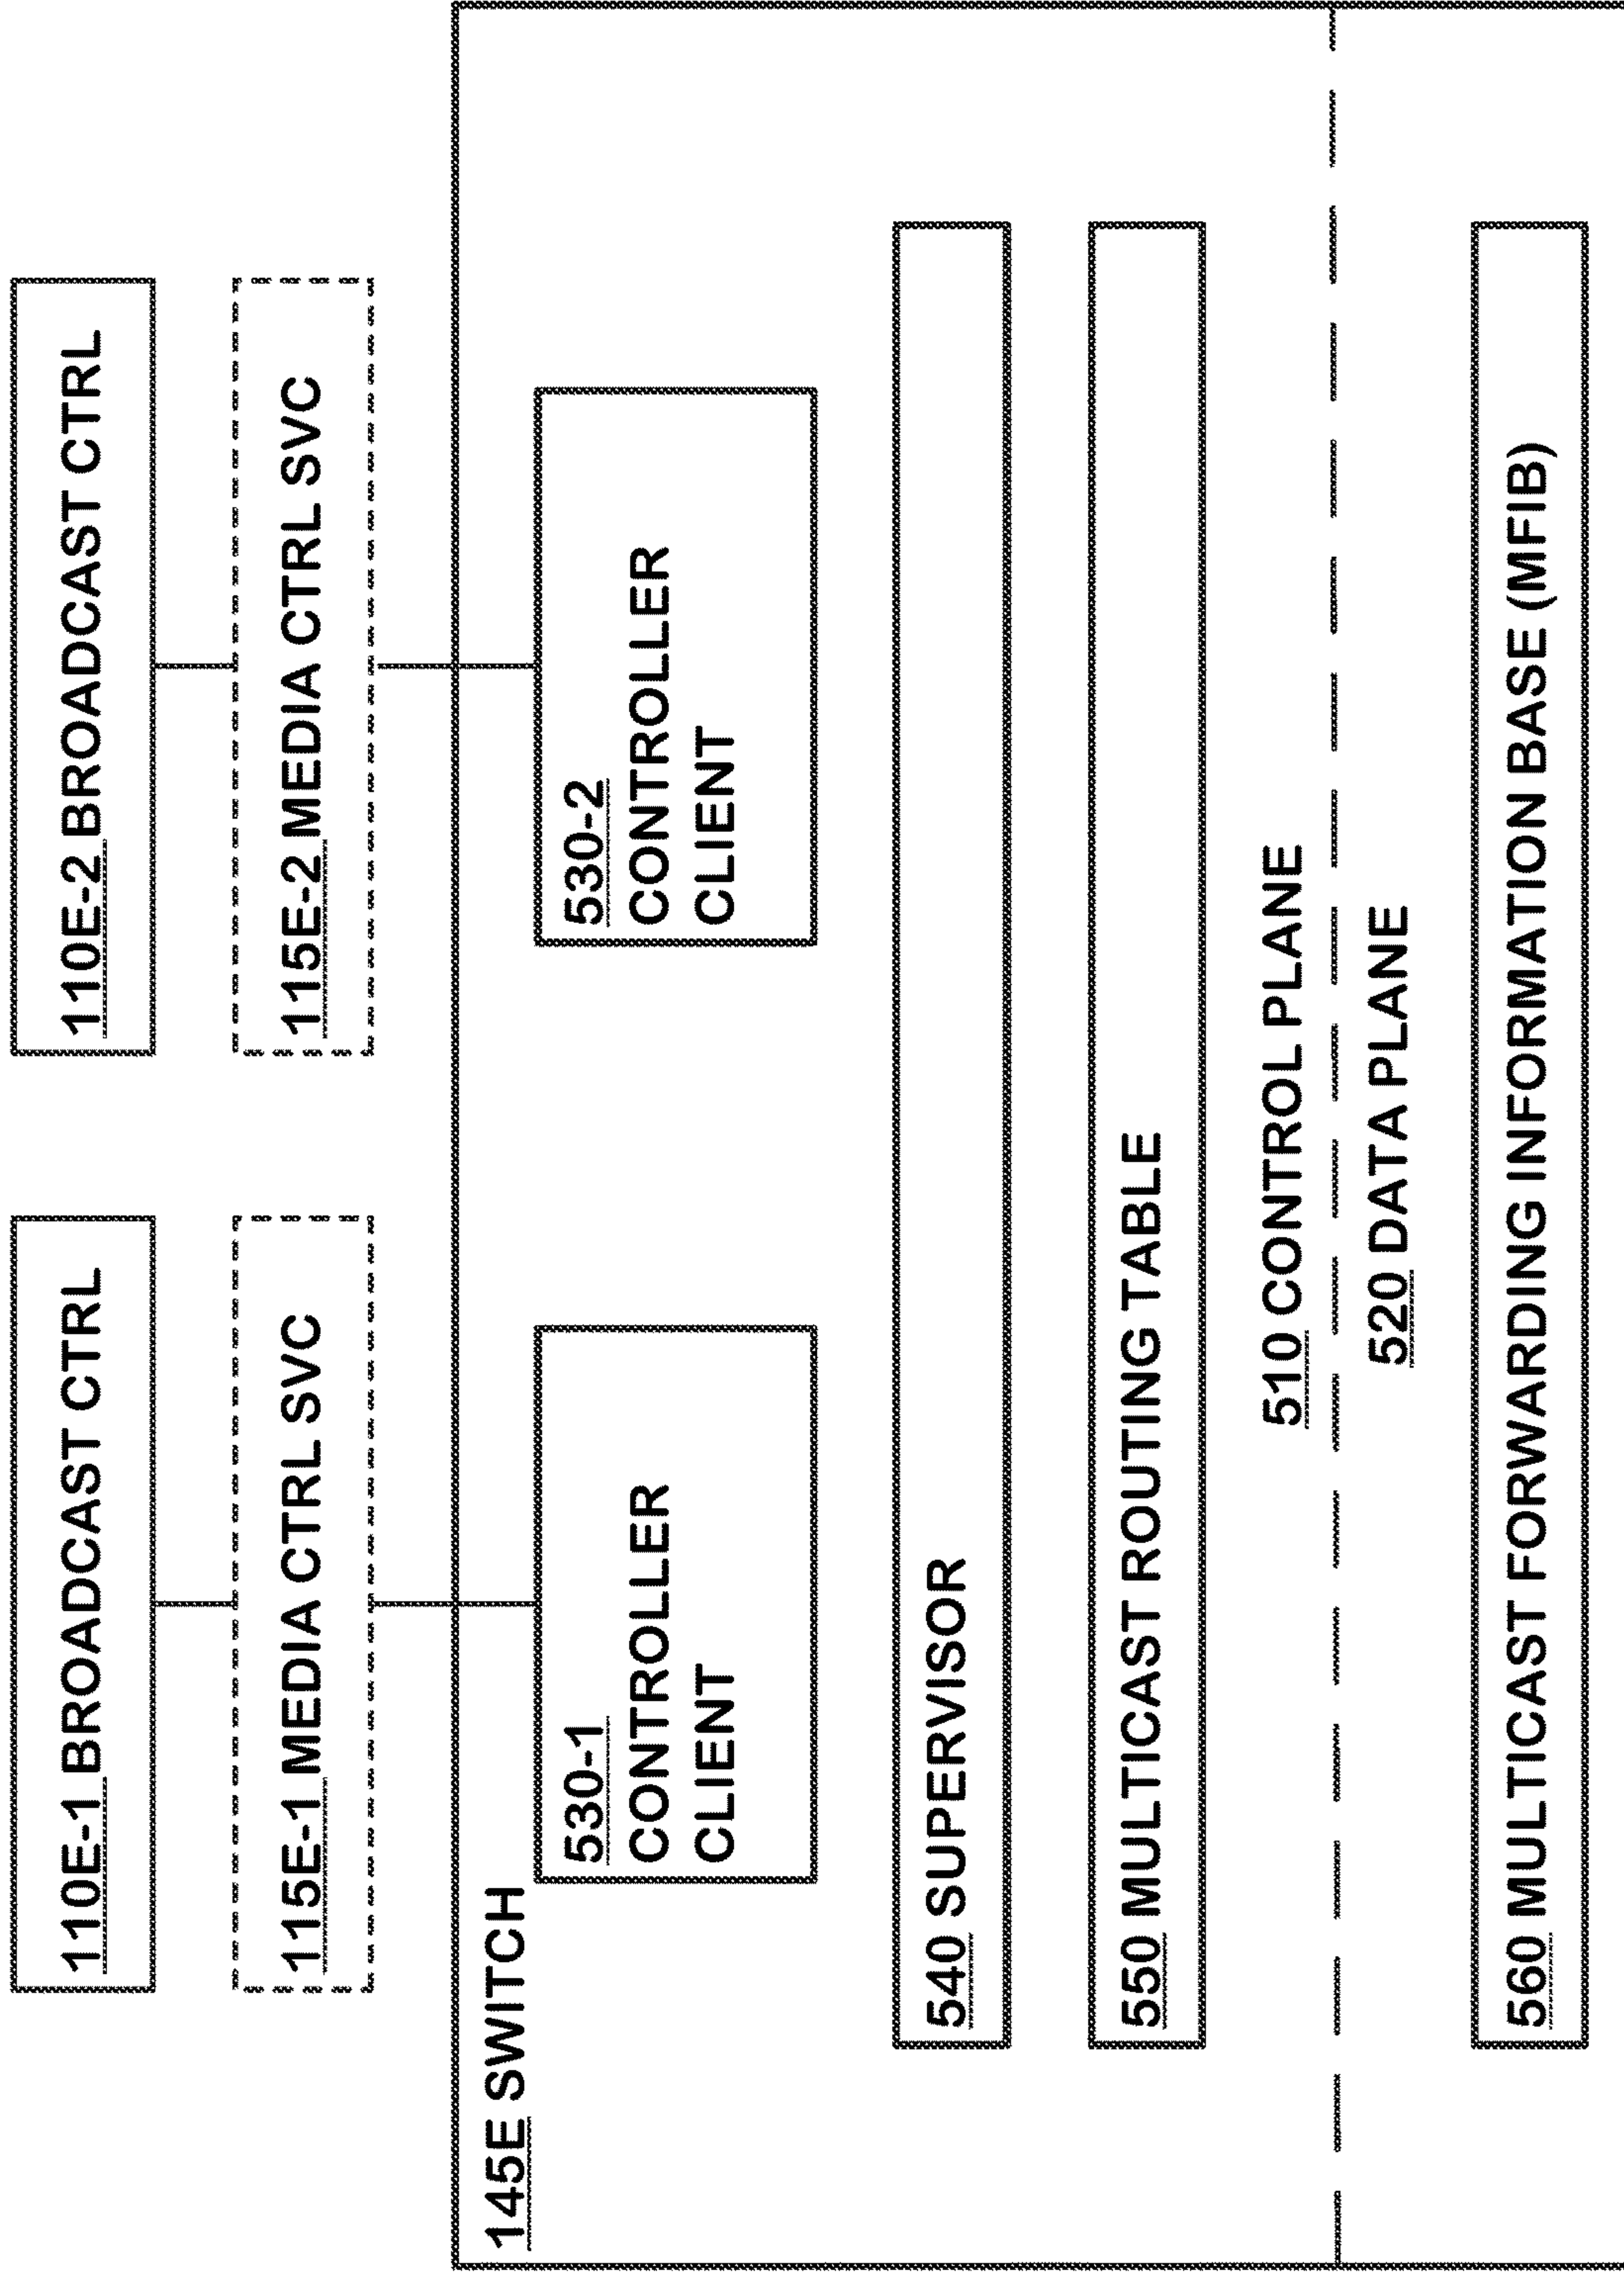 110E-1 BROADCAST CTRL
110E-2 BROADCAST CTRL
115E-1 MEDIA CTRL SVC
115E-2 MEDIA CTRL SVC
145E SWITCH
530-1
CONTROLLER
CLIENT
530-2
CONTROLLER
CLIENT
540 SUPERVISOR
550 MULTICAST ROUTING TABLE
510 CONTROL PLANE
520 DATA PLANE
560 MULTICAST FORWARDING INFORMATION BASE (MFIB)